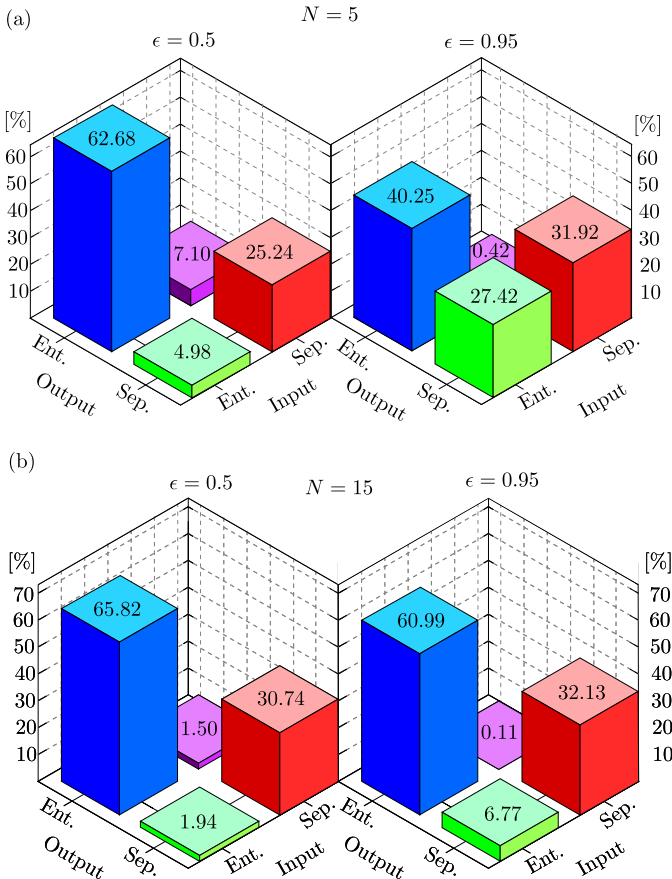 (a)
N = 5
ϵ = 0.5
ϵ = 0.95
[%]
[%]
60
50
40
30
20
10
62.68
7.10
25.24
4.98
40.25
0.42
31.92
27.42
60
50
40
30
20
10
Ent.
Sep.
Output
Ent.
Sep.
Input
Ent.
Sep.
Output
Ent.
Sep.
Input
(b)
ϵ = 0.5
N = 15
ϵ = 0.95
[%]
[%]
70
60
50
40
30
20
10
65.82
1.50
30.74
1.94
60.99
0.11
32.13
6.77
70
60
50
40
30
20
10
Ent.
Sep.
Output
Ent.
Sep.
Input
Ent.
Sep.
Output
Ent.
Sep.
Input